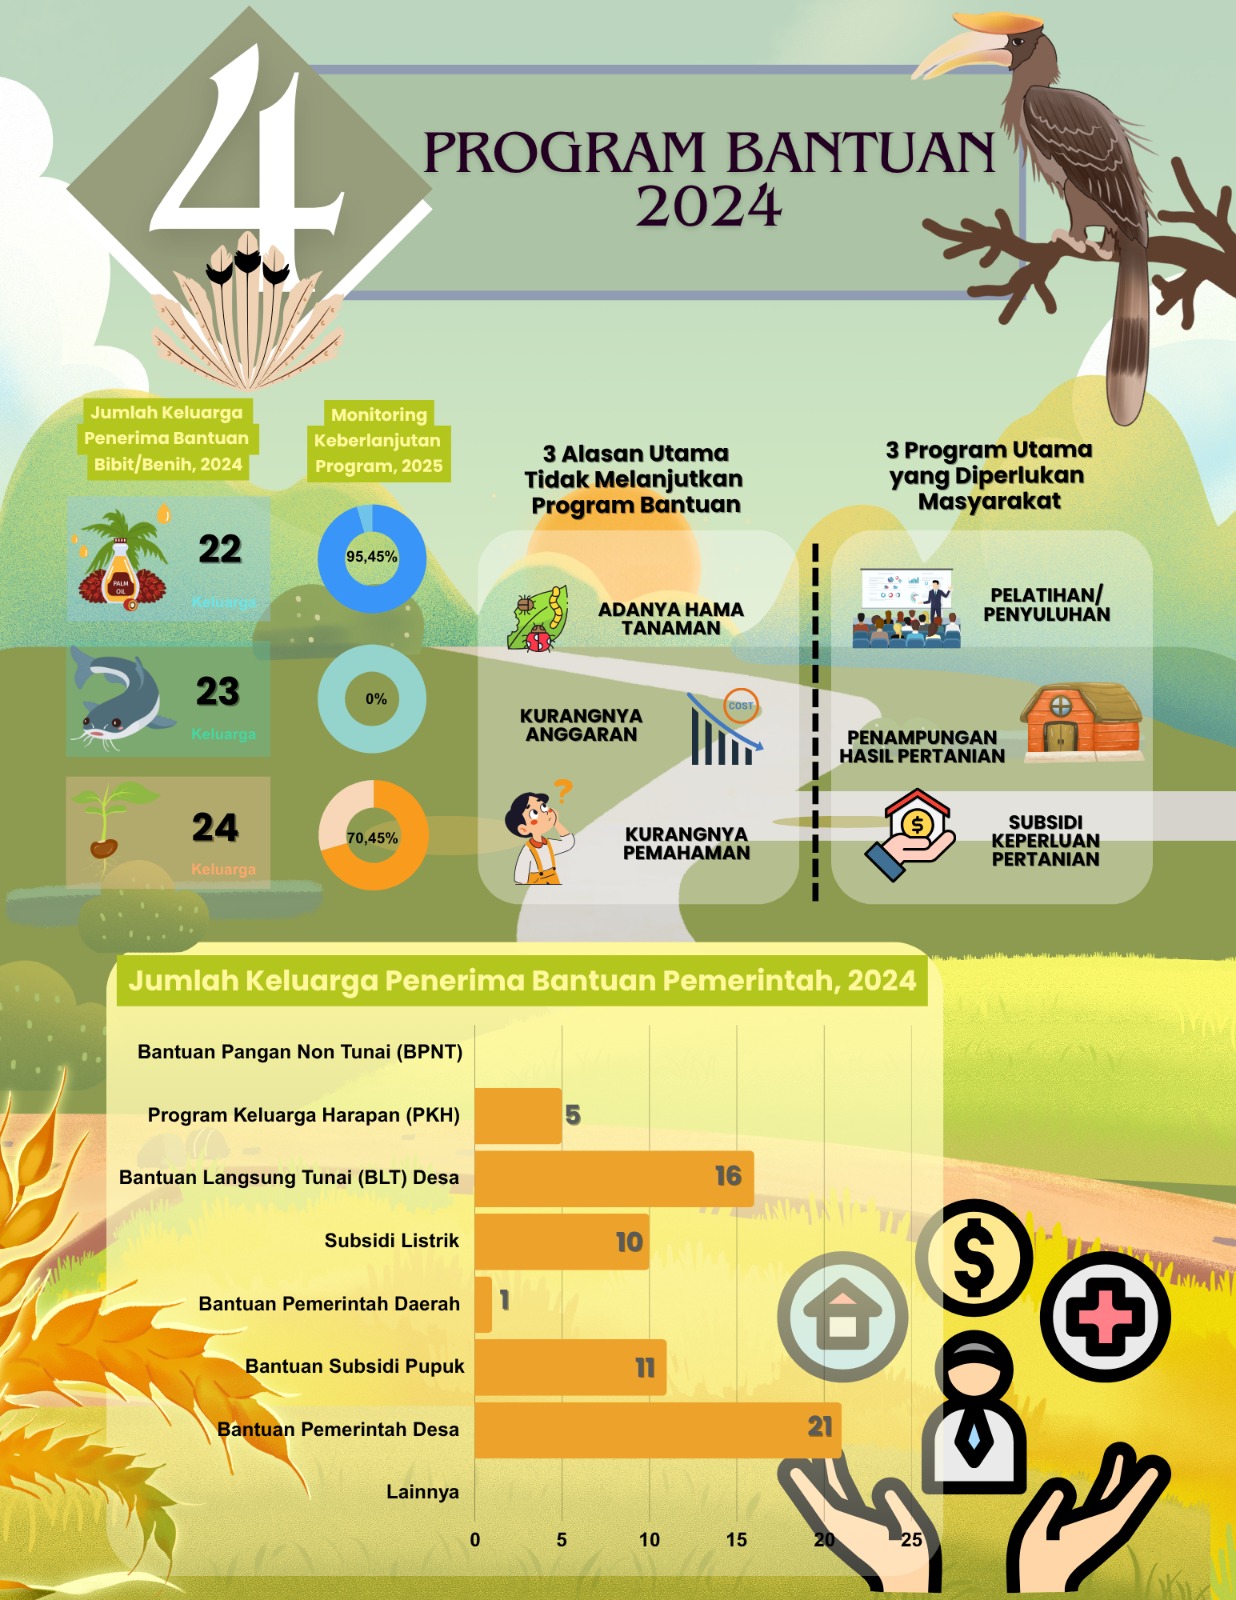 4
PROGRAM BANTUAN
2024
Jumlah Keluarga
Penerima Bantuan
Bibit/Benih, 2024
Monitoring
Keberlanjutan
Program, 2025
PALM
OIL
22
Keluarga
95,45%
23
Keluarga
0%
24
Keluarga
70,45%
3 Alasan Utama
Tidak Melanjutkan
Program Bantuan
ADANYA HAMA
TANAMAN
KURANGNYA
ANGGARAN
COST
?
KURANGNYA
PEMAHAMAN
3 Program Utama
yang Diperlukan
Masyarakat
PELATIHAN/
PENYULUHAN
PENAMPUNGAN
HASIL PERTANIAN
$
SUBSIDI
KEPERLUAN
PERTANIAN
Jumlah Keluarga Penerima Bantuan Pemerintah, 2024
Bantuan Pangan Non Tunai (BPNT)
Program Keluarga Harapan (PKH) 5
Bantuan Langsung Tunai (BLT) Desa 16
Subsidi Listrik 10
Bantuan Pemerintah Daerah 1
Bantuan Subsidi Pupuk 11
Bantuan Pemerintah Desa 21
Lainnya
0 5 10 15 20 25
$